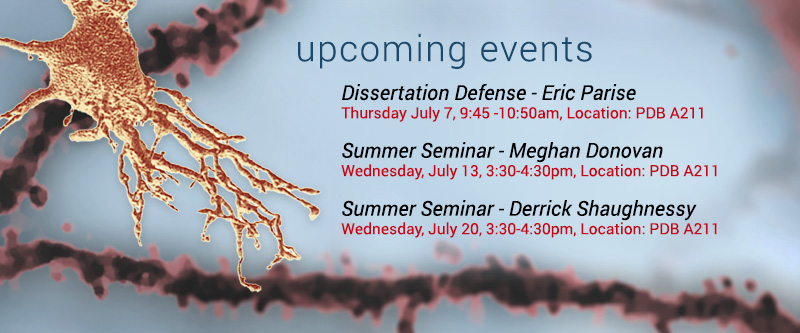 upcoming events
Dissertation Defense - Eric Parise
Thursday July 7, 9:45 -10:50am, Location: PDB A211
Summer Seminar - Meghan Donovan
Wednesday, July 13, 3:30-4:30pm, Location: PDB A211
Summer Seminar - Derrick Shaughnessy
Wednesday, July 20, 3:30-4:30pm, Location: PDB A211